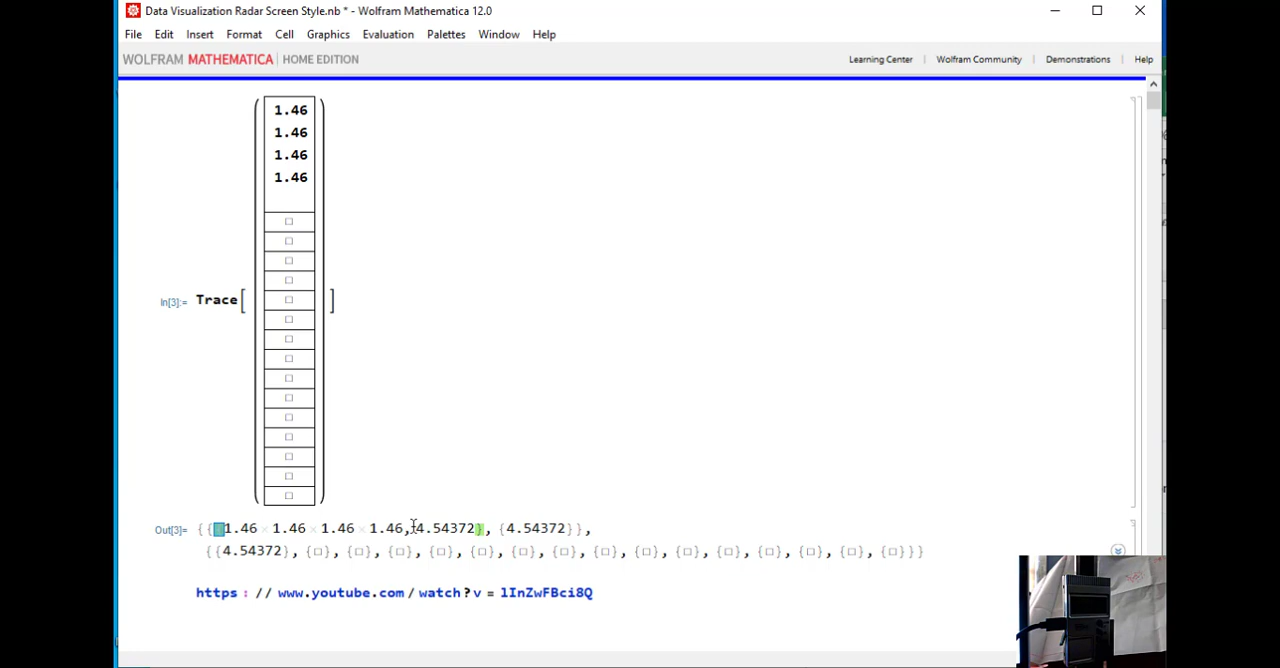 Data Visualization Radar Screen Style.nb * - Wolfram Mathematica 12.0
File Edit Insert Format Cell Graphics Evaluation Palettes Window Help
WOLFRAM MATHEMATICA | HOME EDITION Learning Center | Wolfram Community | Demonstrations | Help
1.46
1.46
1.46
1.46
In[3]:= Trace[ ( □ □ □ □ □ □ □ □ □ □ □ □ □ □ □ ) ]
Out[3]= {{{1.46 × 1.46 × 1.46 × 1.46, 4.54372}, {4.54372}},
{{4.54372}, {□}, {□}, {□}, {□}, {□}, {□}, {□}, {□}, {□}, {□}, {□}, {□}, {□}, {□}, {□}}}
https : // www.youtube.com / watch ? v = lInZwFBci8Q